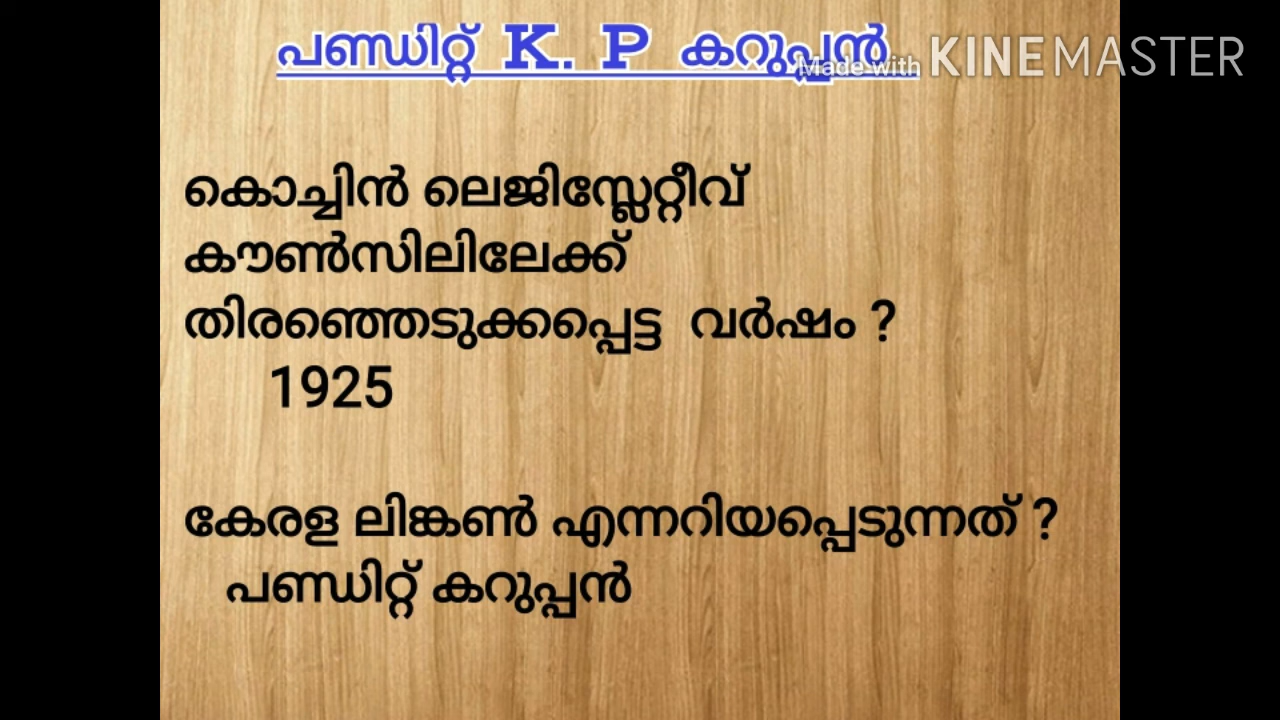 പണ്ഡിറ്റ് K. P കറുപ്പൻ
Made with KINEMASTER
കൊച്ചിൻ ലെജിസ്ലേറ്റീവ്
കൗൺസിലിലേക്ക്
തിരഞ്ഞെടുക്കപ്പെട്ട വർഷം ?
1925
കേരള ലിങ്കൺ എന്നറിയപ്പെടുന്നത് ?
പണ്ഡിറ്റ് കറുപ്പൻ